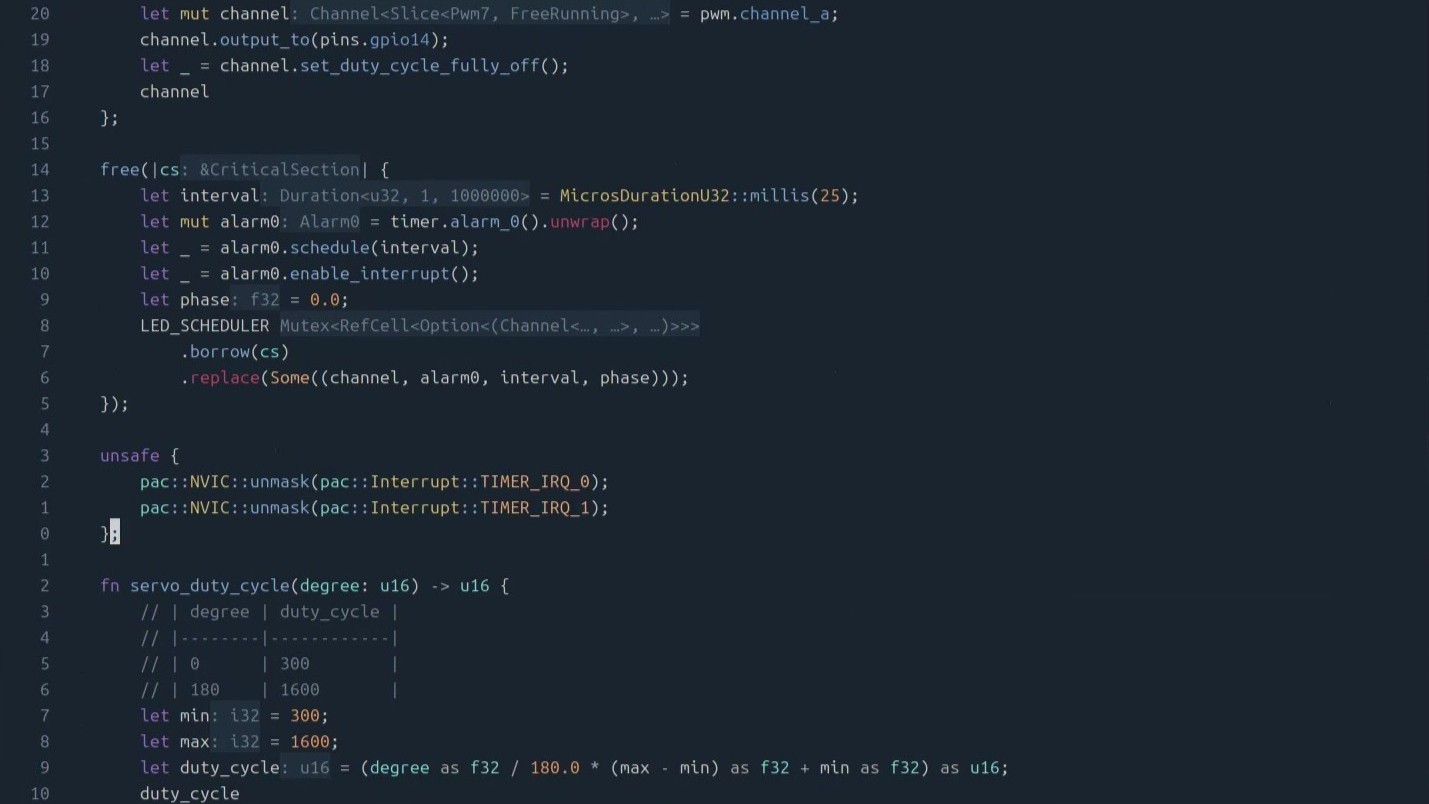 20 let mut channel: Channel<Slice<Pwm7, FreeRunning>, …> = pwm.channel_a;
19 channel.output_to(pins.gpio14);
18 let _ = channel.set_duty_cycle_fully_off();
17 channel
16 };
15
14 free(|cs: &CriticalSection| {
13 let interval: Duration<u32, 1, 1000000> = MicrosDurationU32::millis(25);
12 let mut alarm0: Alarm0 = timer.alarm_0().unwrap();
11 let _ = alarm0.schedule(interval);
10 let _ = alarm0.enable_interrupt();
9 let phase: f32 = 0.0;
8 LED_SCHEDULER Mutex<RefCell<Option<(Channel<…, …>, …)>>>
7 .borrow(cs)
6 .replace(Some((channel, alarm0, interval, phase)));
5 });
4
3 unsafe {
2 pac::NVIC::unmask(pac::Interrupt::TIMER_IRQ_0);
1 pac::NVIC::unmask(pac::Interrupt::TIMER_IRQ_1);
0 };
1
2 fn servo_duty_cycle(degree: u16) -> u16 {
3 // | degree | duty_cycle |
4 // |--------|------------|
5 // | 0 | 300 |
6 // | 180 | 1600 |
7 let min: i32 = 300;
8 let max: i32 = 1600;
9 let duty_cycle: u16 = (degree as f32 / 180.0 * (max - min) as f32 + min as f32) as u16;
10 duty_cycle